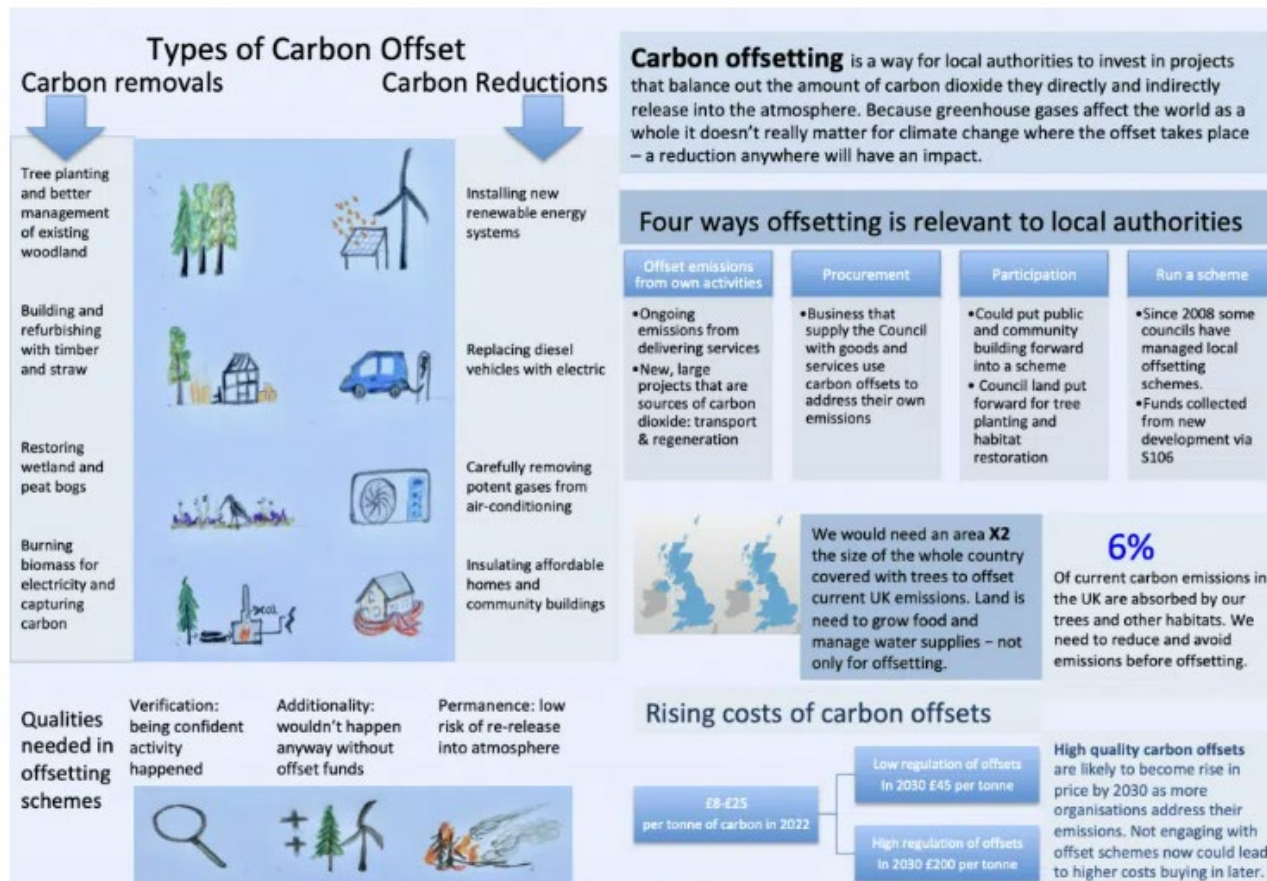 Types of Carbon Offset
Carbon removals
Carbon Reductions
Tree planting
and better
management
of existing
woodland
Building and
refurbishing
with timber
and straw
Restoring
wetland and
peat bogs
Burning
biomass for
electricity and
capturing
carbon
Installing new
renewable energy
systems
Replacing diesel
vehicles with electric
Carefully removing
potent gases from
air-conditioning
Insulating affordable
homes and
community buildings
Qualities
needed in
offsetting
schemes
Verification:
being confident
activity
happened
Additionality:
wouldn't happen
anyway without
offset funds
Permanence: low
risk of re-release
into atmosphere
Carbon offsetting is a way for local authorities to invest in projects
that balance out the amount of carbon dioxide they directly and indirectly
release into the atmosphere. Because greenhouse gases affect the world as a
whole it doesn't really matter for climate change where the offset takes place
– a reduction anywhere will have an impact.
Four ways offsetting is relevant to local authorities
Offset emissions
from own activities
•Ongoing
emissions from
delivering services
•New, large
projects that are
sources of carbon
dioxide: transport
& regeneration
Procurement
•Business that
supply the Council
with goods and
services use
carbon offsets to
address their own
emissions
Participation
•Could put public
and community
building forward
into a scheme
• Council land put
forward for tree
planting and
habitat
restoration
Run a scheme
•Since 2008 some
councils have
managed local
offsetting
schemes.
•Funds collected
from new
development via
S106
We would need an area X2
the size of the whole country
covered with trees to offset
current UK emissions. Land is
need to grow food and
manage water supplies – not
only for offsetting.
6%
Of current carbon emissions in
the UK are absorbed by our
trees and other habitats. We
need to reduce and avoid
emissions before offsetting.
Rising costs of carbon offsets
£8-£25
per tonne of carbon in 2022
Low regulation of offsets
In 2030 £45 per tonne
High regulation of offsets
In 2030 £200 per tonne
High quality carbon offsets
are likely to become rise in
price by 2030 as more
organisations address their
emissions. Not engaging with
offset schemes now could lead
to higher costs buying in later.